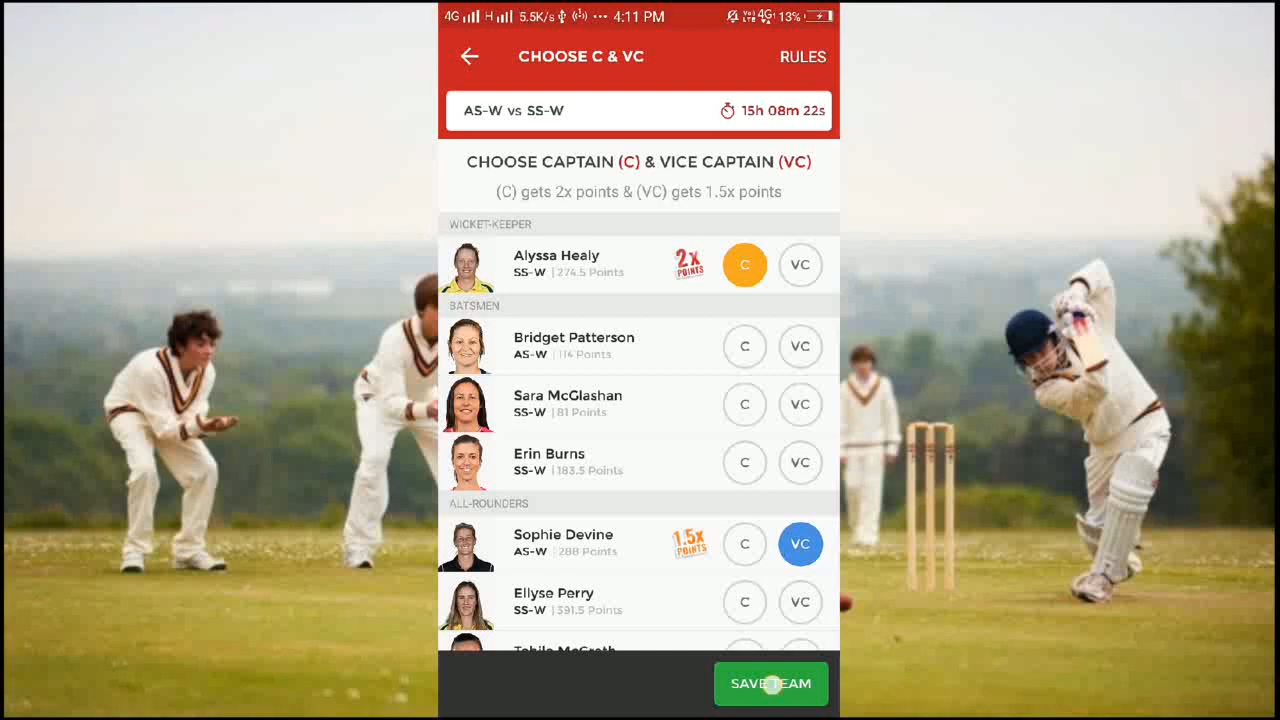 4G H 5.5K/s ••• 4:11 PM 4G 13%
CHOOSE C & VC RULES
AS-W vs SS-W 15h 08m 22s
CHOOSE CAPTAIN (C) & VICE CAPTAIN (VC)
(C) gets 2x points & (VC) gets 1.5x points
WICKET-KEEPER
Alyssa Healy
SS-W | 274.5 Points
2x POINTS
C VC
BATSMEN
Bridget Patterson
AS-W | 114 Points
C VC
Sara McGlashan
SS-W | 81 Points
C VC
Erin Burns
SS-W | 183.5 Points
C VC
ALL-ROUNDERS
Sophie Devine
AS-W | 288 Points
1.5x POINTS
C VC
Ellyse Perry
SS-W | 391.5 Points
C VC
SAVE TEAM